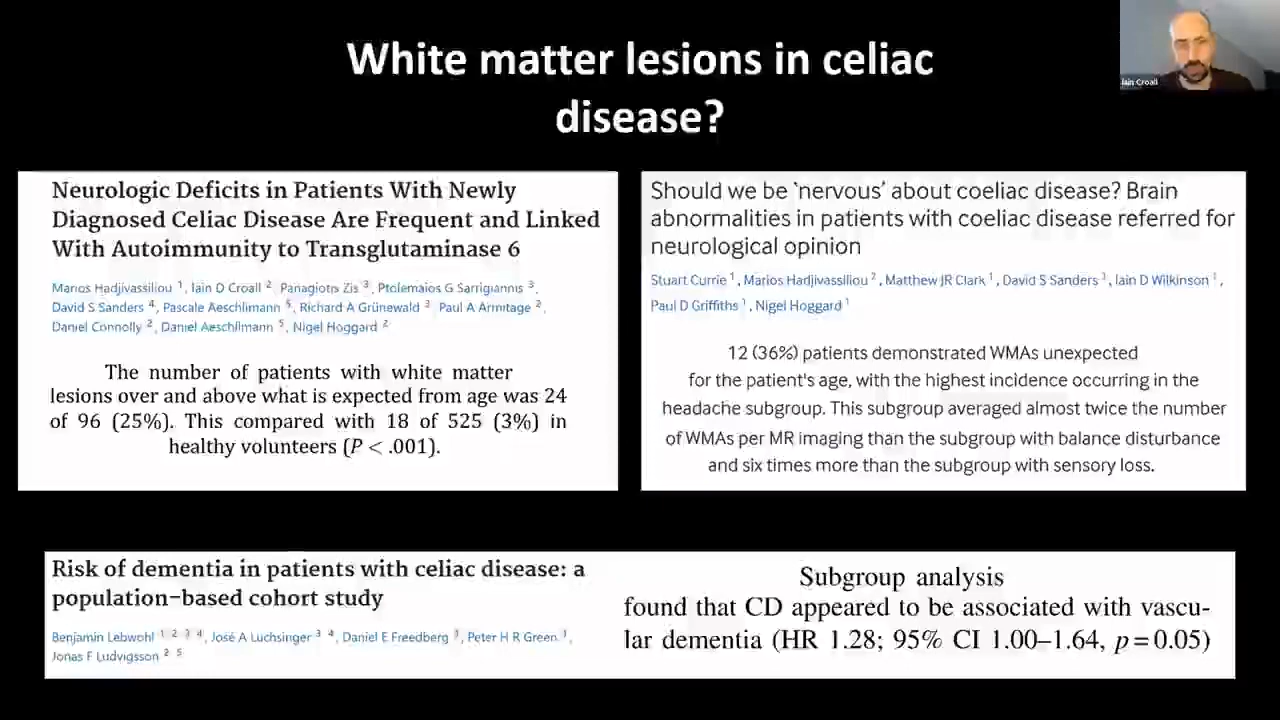 White matter lesions in celiac
disease?
Iain Croall
Neurologic Deficits in Patients With Newly
Diagnosed Celiac Disease Are Frequent and Linked
With Autoimmunity to Transglutaminase 6
Marios Hadjivassiliou 1, Iain D Croall 2, Panagiotis Zis 3, Ptolemaios G Sarrigiannis 3,
David S Sanders 4, Pascale Aeschlimann 5, Richard A Grünewald 3, Paul A Armitage 2,
Daniel Connolly 2, Daniel Aeschlimann 5, Nigel Hoggard 2
The number of patients with white matter
lesions over and above what is expected from age was 24
of 96 (25%). This compared with 18 of 525 (3%) in
healthy volunteers (P < .001).
Should we be 'nervous' about coeliac disease? Brain
abnormalities in patients with coeliac disease referred for
neurological opinion
Stuart Currie 1, Marios Hadjivassiliou 2, Matthew JR Clark 1, David S Sanders 3, Iain D Wilkinson 1,
Paul D Griffiths 1, Nigel Hoggard 1
12 (36%) patients demonstrated WMAs unexpected
for the patient's age, with the highest incidence occurring in the
headache subgroup. This subgroup averaged almost twice the number
of WMAs per MR imaging than the subgroup with balance disturbance
and six times more than the subgroup with sensory loss.
Risk of dementia in patients with celiac disease: a
population-based cohort study
Benjamin Lebwohl 1 2 3 4, José A Luchsinger 3 4, Daniel E Freedberg 1, Peter H R Green 1,
Jonas F Ludvigsson 2 5
Subgroup analysis
found that CD appeared to be associated with vascu-
lar dementia (HR 1.28; 95% CI 1.00–1.64, p = 0.05)